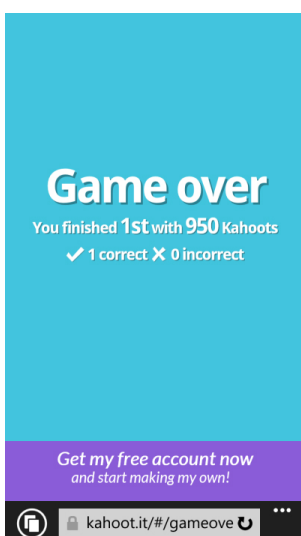 Game over
You finished 1st with 950 Kahoots
✓ 1 correct ✕ 0 incorrect
Get my free account now
and start making my own!
kahoot.it/#/gameove